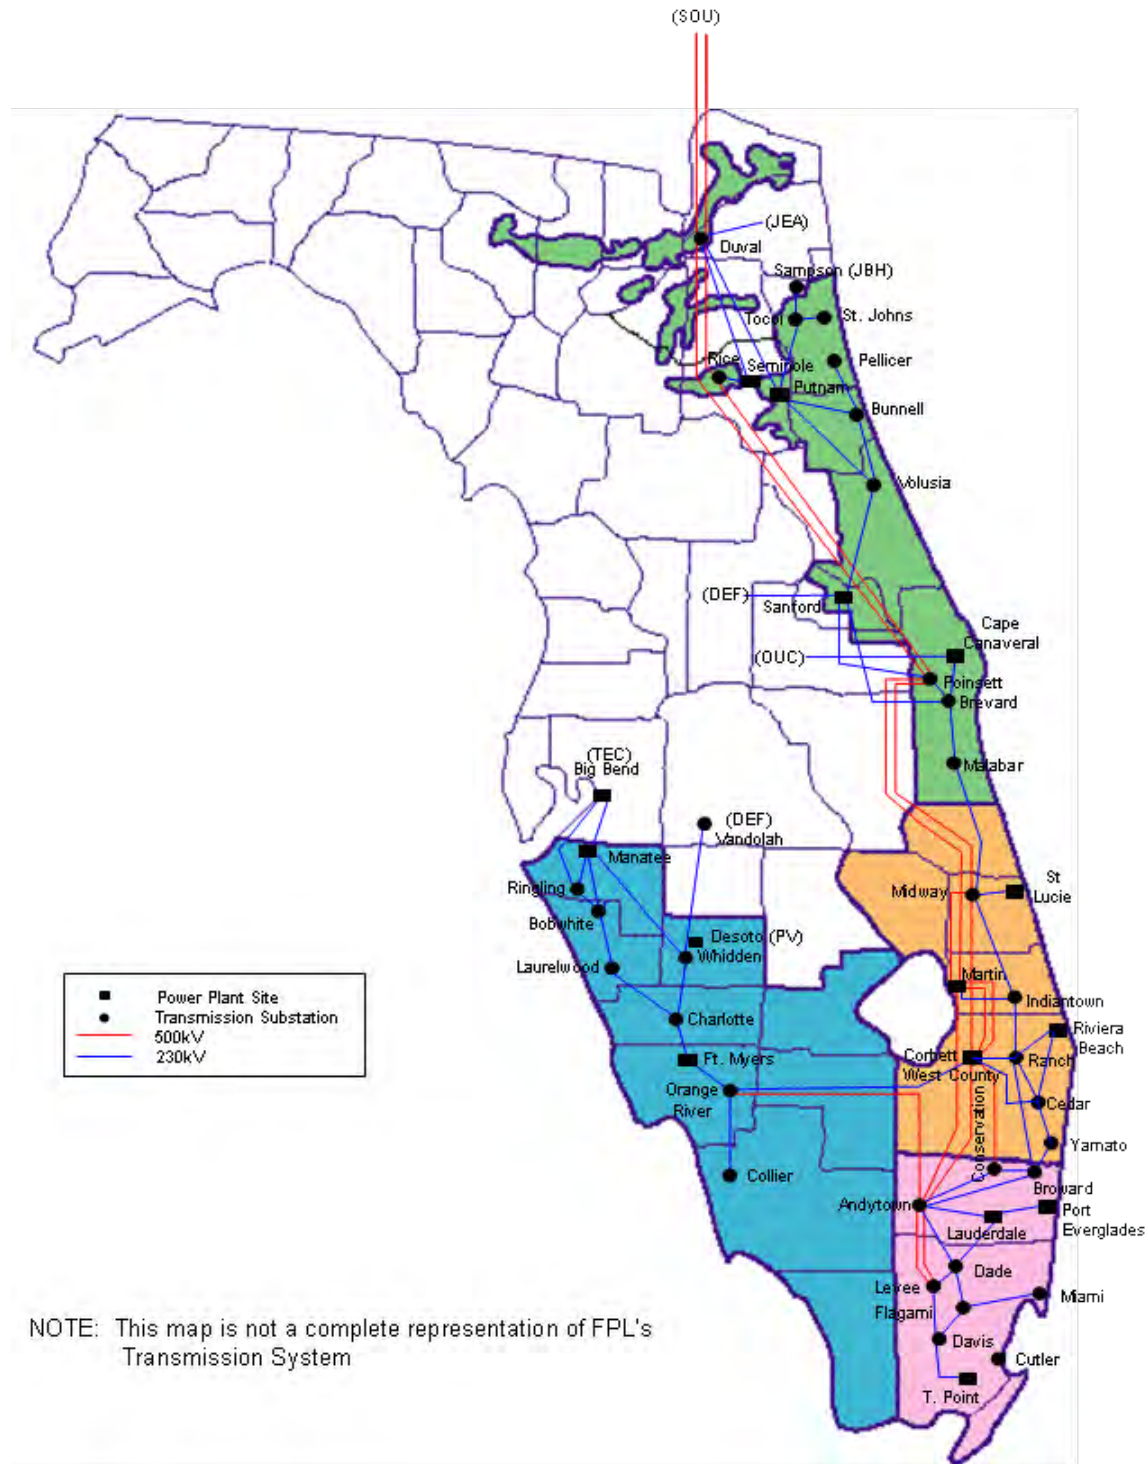 (SOU)
(JEA)
Duval
Sampson (JBH)
Tocoi
St. Johns
Rice
Seminole
Pellicer
Putnam
Bunnell
Volusia
(DEF)
Sanford
Cape
Canaveral
(OUC)
Poinsett
Brevard
Malabar
(TEC)
Big Bend
(DEF)
Vandolah
Manatee
Ringling
Bobwhite
Midway
St
Lucie
Desoto (PV)
Whidden
Laurelwood
Martin
Indiantown
Charlotte
Riviera
Beach
Ft. Myers
Corbett
West County
Ranch
Orange
River
Cedar
Conservation
Yamato
Collier
Broward
Andytown
Port
Everglades
Lauderdale
Dade
Levee
Flagami
Miami
Davis
Cutler
T. Point
Power Plant Site
Transmission Substation
500kV
230kV
NOTE: This map is not a complete representation of FPL's
Transmission System